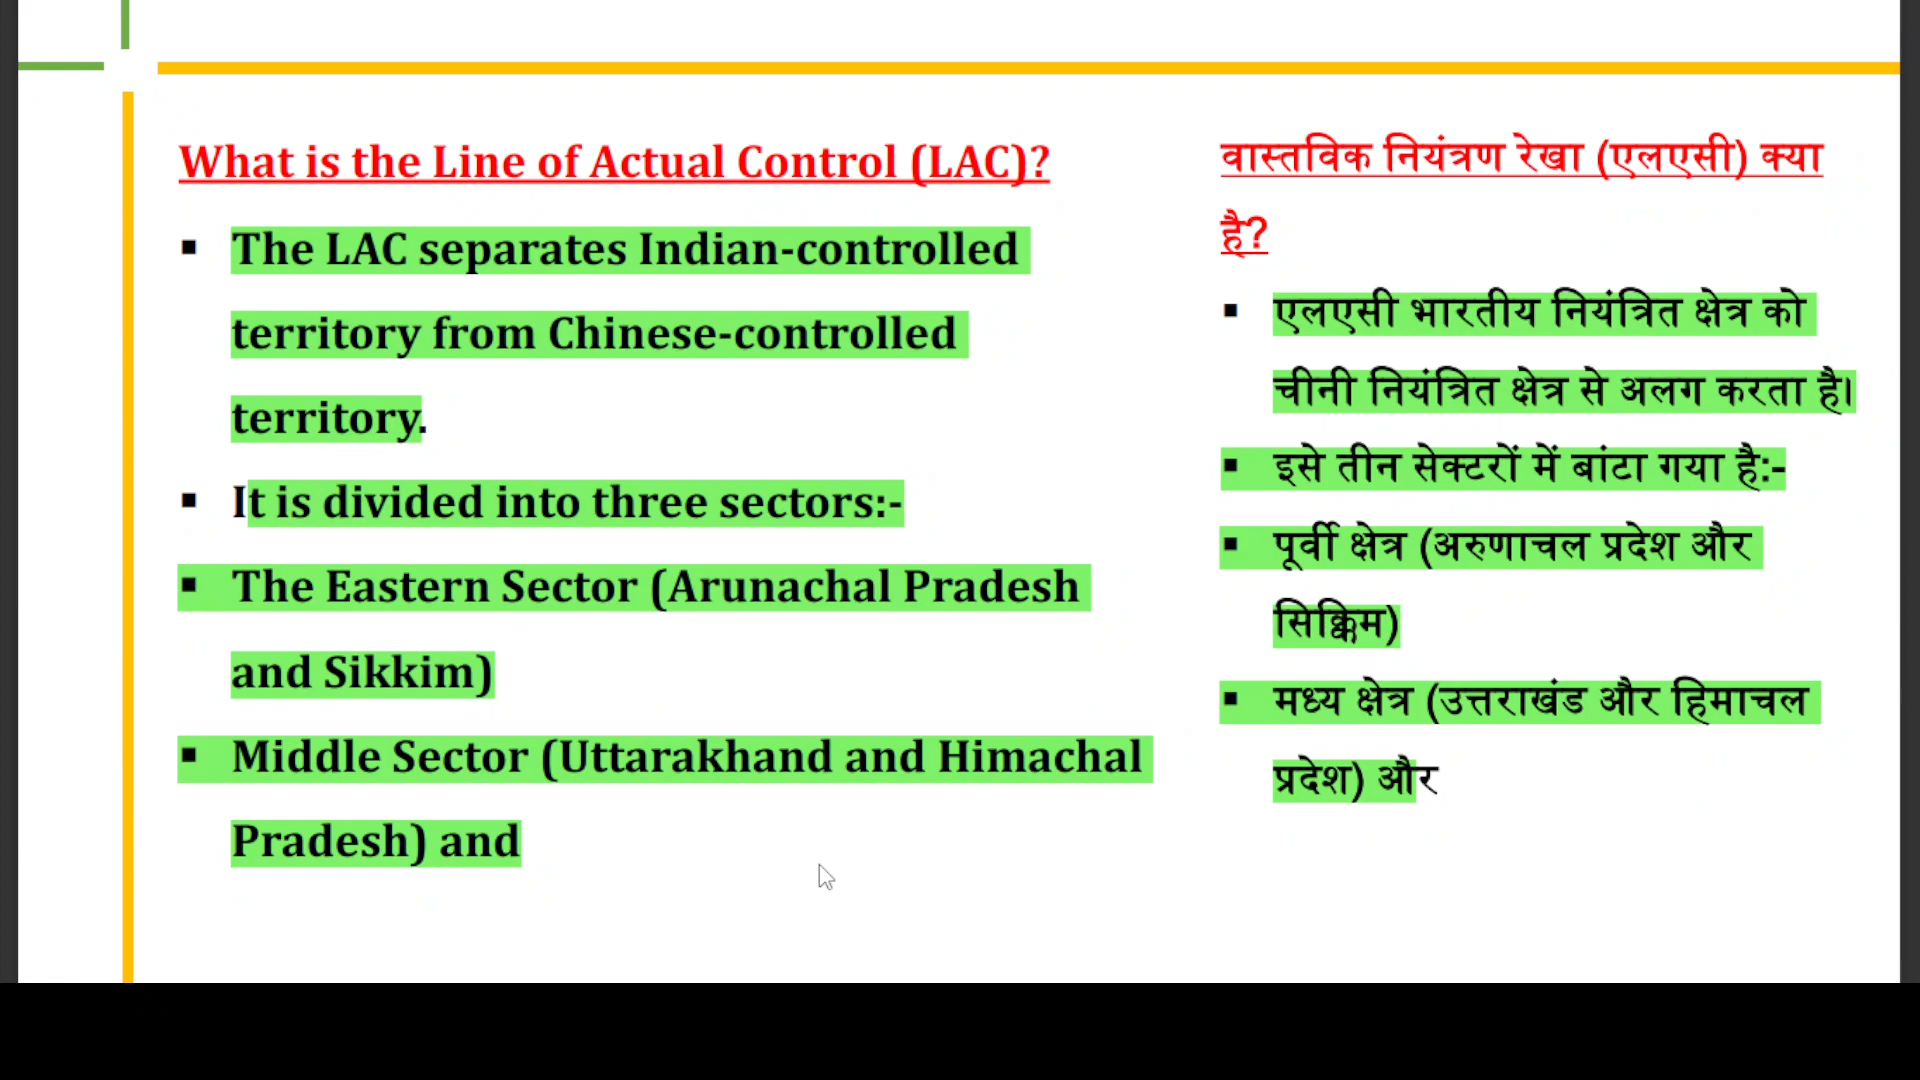 What is the Line of Actual Control (LAC)?
▪ The LAC separates Indian-controlled
territory from Chinese-controlled
territory.
▪ It is divided into three sectors:-
▪ The Eastern Sector (Arunachal Pradesh
and Sikkim)
▪ Middle Sector (Uttarakhand and Himachal
Pradesh) and
वास्तविक नियंत्रण रेखा (एलएसी) क्या
है?
▪ एलएसी भारतीय नियंत्रित क्षेत्र को
चीनी नियंत्रित क्षेत्र से अलग करता है।
▪ इसे तीन सेक्टरों में बांटा गया है:-
▪ पूर्वी क्षेत्र (अरुणाचल प्रदेश और
सिक्किम)
▪ मध्य क्षेत्र (उत्तराखंड और हिमाचल
प्रदेश) और